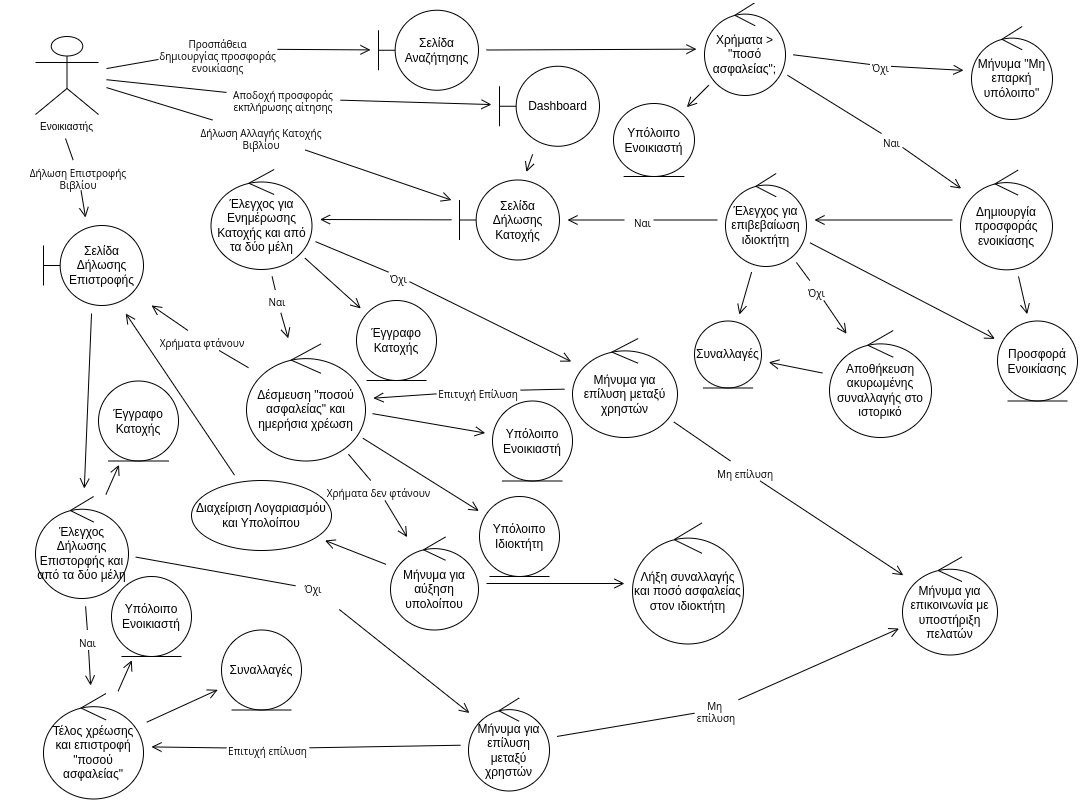 Ενοικιαστής
Προσπάθεια
δημιουργίας προσφοράς
ενοικίασης
Σελίδα
Αναζήτησης
Χρήματα >
"ποσό
ασφαλείας";
Όχι
Μήνυμα "Μη
επαρκή
υπόλοιπο"
Αποδοχή προσφοράς
εκπλήρωσης αίτησης
Dashboard
Υπόλοιπο
Ενοικιαστή
Ναι
Δήλωση Αλλαγής Κατοχής
Βιβλίου
Δήλωση Επιστροφής
Βιβλίου
Έλεγχος για
Ενημέρωσης
Κατοχής και από
τα δύο μέλη
Σελίδα
Δήλωσης
Κατοχής
Ναι
Έλεγχος για
επιβεβαίωση
ιδιοκτήτη
Δημιουργία
προσφοράς
ενοικίασης
Σελίδα
Δήλωσης
Επιστροφής
Όχι
Ναι
Όχι
Έγγραφο
Κατοχής
Χρήματα φτάνουν
Συναλλαγές
Προσφορά
Ενοικίασης
Αποθήκευση
ακυρωμένης
συναλλαγής στο
ιστορικό
Δέσμευση "ποσού
ασφαλείας" και
ημερήσια χρέωση
Επιτυχή Επίλυση
Μήνυμα για
επίλυση μεταξύ
χρηστών
Έγγραφο
Κατοχής
Υπόλοιπο
Ενοικιαστή
Μη επίλυση
Χρήματα δεν φτάνουν
Διαχείριση Λογαριασμού
και Υπολοίπου
Υπόλοιπο
Ιδιοκτήτη
Έλεγχος
Δήλωσης
Επιστορφής και
από τα δύο μέλη
Μήνυμα για
αύξηση
υπολοίπου
Λήξη συναλλαγής
και ποσό ασφαλείας
στον ιδιοκτήτη
Όχι
Μήνυμα για
επικοινωνία με
υποστήριξη
πελατών
Υπόλοιπο
Ενοικιαστή
Ναι
Συναλλαγές
Μη
επίλυση
Τέλος χρέωσης
και επιστροφή
"ποσού
ασφαλείας"
Επιτυχή επίλυση
Μήνυμα για
επίλυση
μεταξύ
χρηστών